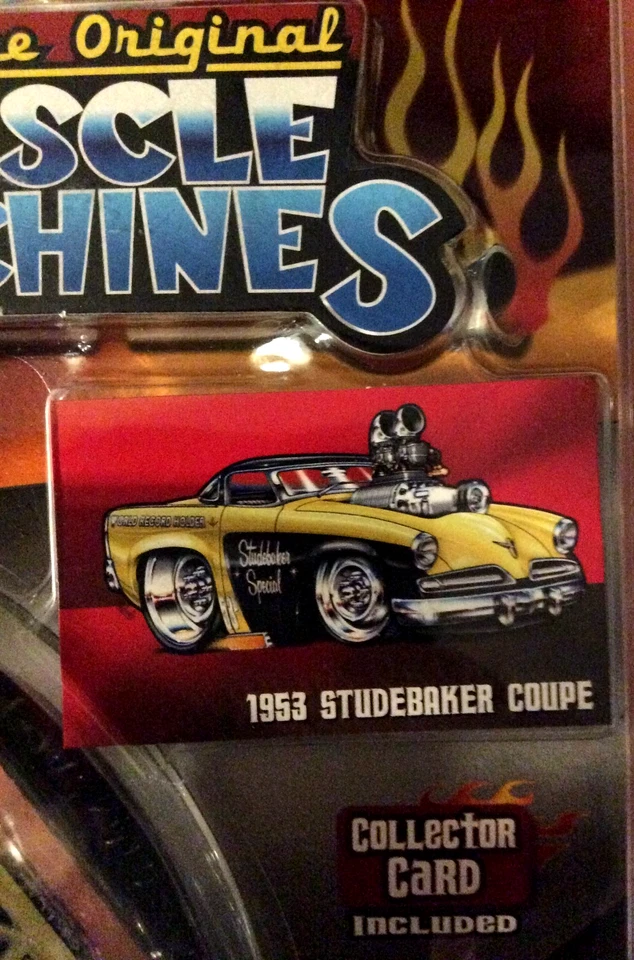 e Original
SCLE
CHINES
WORLD RECORD HOLDER
Studebaker
Special
1953 STUDEBAKER COUPE
COLLECTOR
CARD
INCLUDED